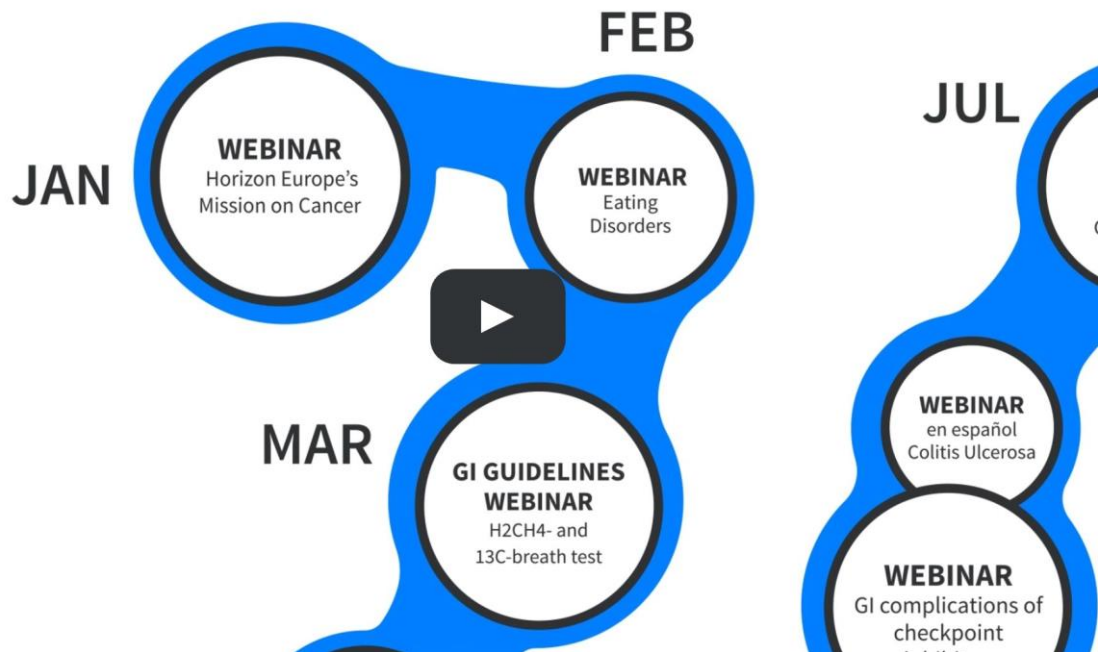 JAN
WEBINAR
Horizon Europe's
Mission on Cancer
FEB
WEBINAR
Eating
Disorders
MAR
GI GUIDELINES
WEBINAR
H2CH4- and
13C-breath test
JUL
WEBINAR
en español
Colitis Ulcerosa
WEBINAR
GI complications of
checkpoint